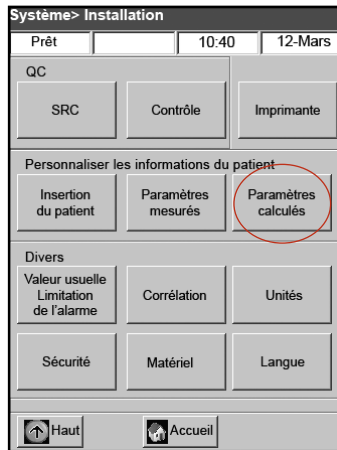 Système> Installation
Prêt 10:40 12-Mars
QC
SRC Contrôle Imprimante
Personnaliser les informations du patient
Insertion du patient
Paramètres mesurés
Paramètres calculés
Divers
Valeur usuelle
Limitation
de l'alarme
Corrélation
Unités
Sécurité Matériel Langue
Haut Accueil